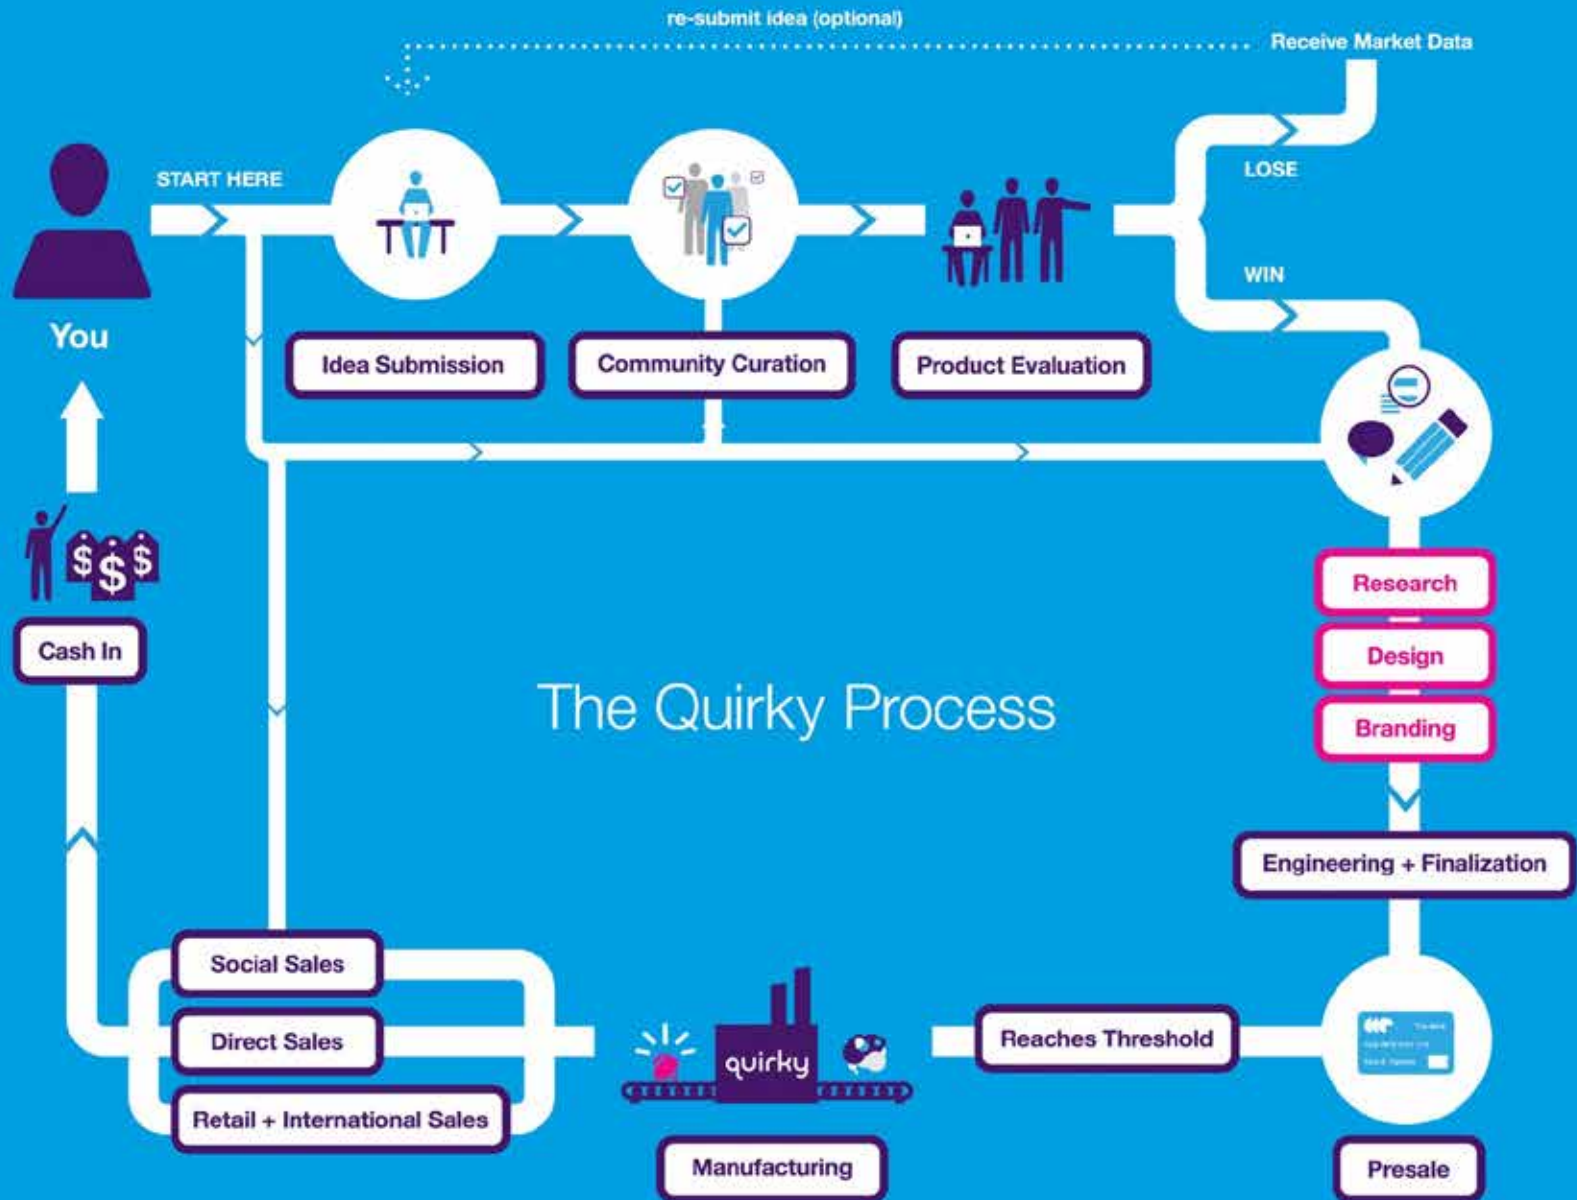 re-submit idea (optional)
Receive Market Data
START HERE
LOSE
WIN
You
Idea Submission
Community Curation
Product Evaluation
$ $ $
Cash In
Research
Design
Branding
The Quirky Process
Engineering + Finalization
Social Sales
Direct Sales
Retail + International Sales
quirky
Reaches Threshold
Manufacturing
Presale